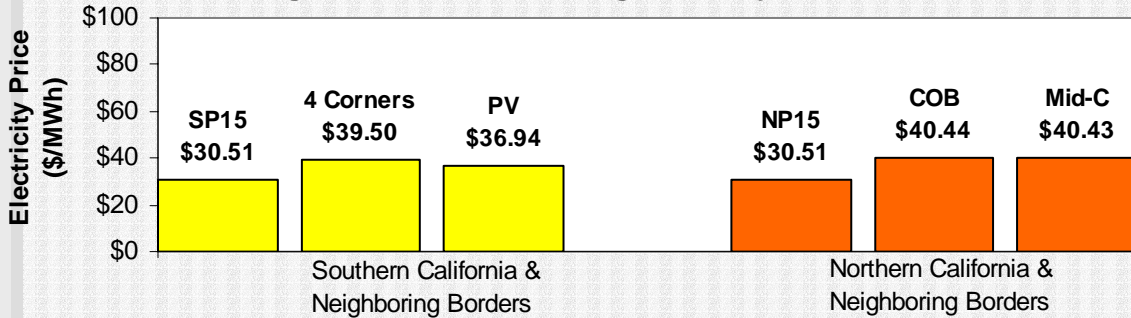 Electricity Price
($/MWh)
$100
$80
$60
$40
$20
$0
SP15
$30.51
4 Corners
$39.50
PV
$36.94
NP15
$30.51
COB
$40.44
Mid-C
$40.43
Southern California &
Neighboring Borders
Northern California &
Neighboring Borders